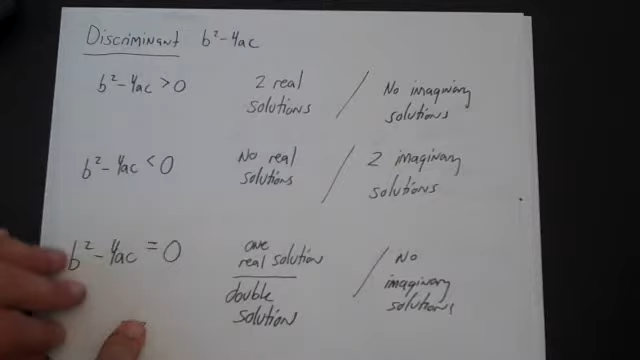 Discriminant b²-4ac
b²-4ac > 0 2 real / No imaginary
solutions solutions
b²-4ac < 0 No real / 2 imaginary
solutions solutions
b²-4ac = 0 one / No
real solution imaginary
double solutions
solution